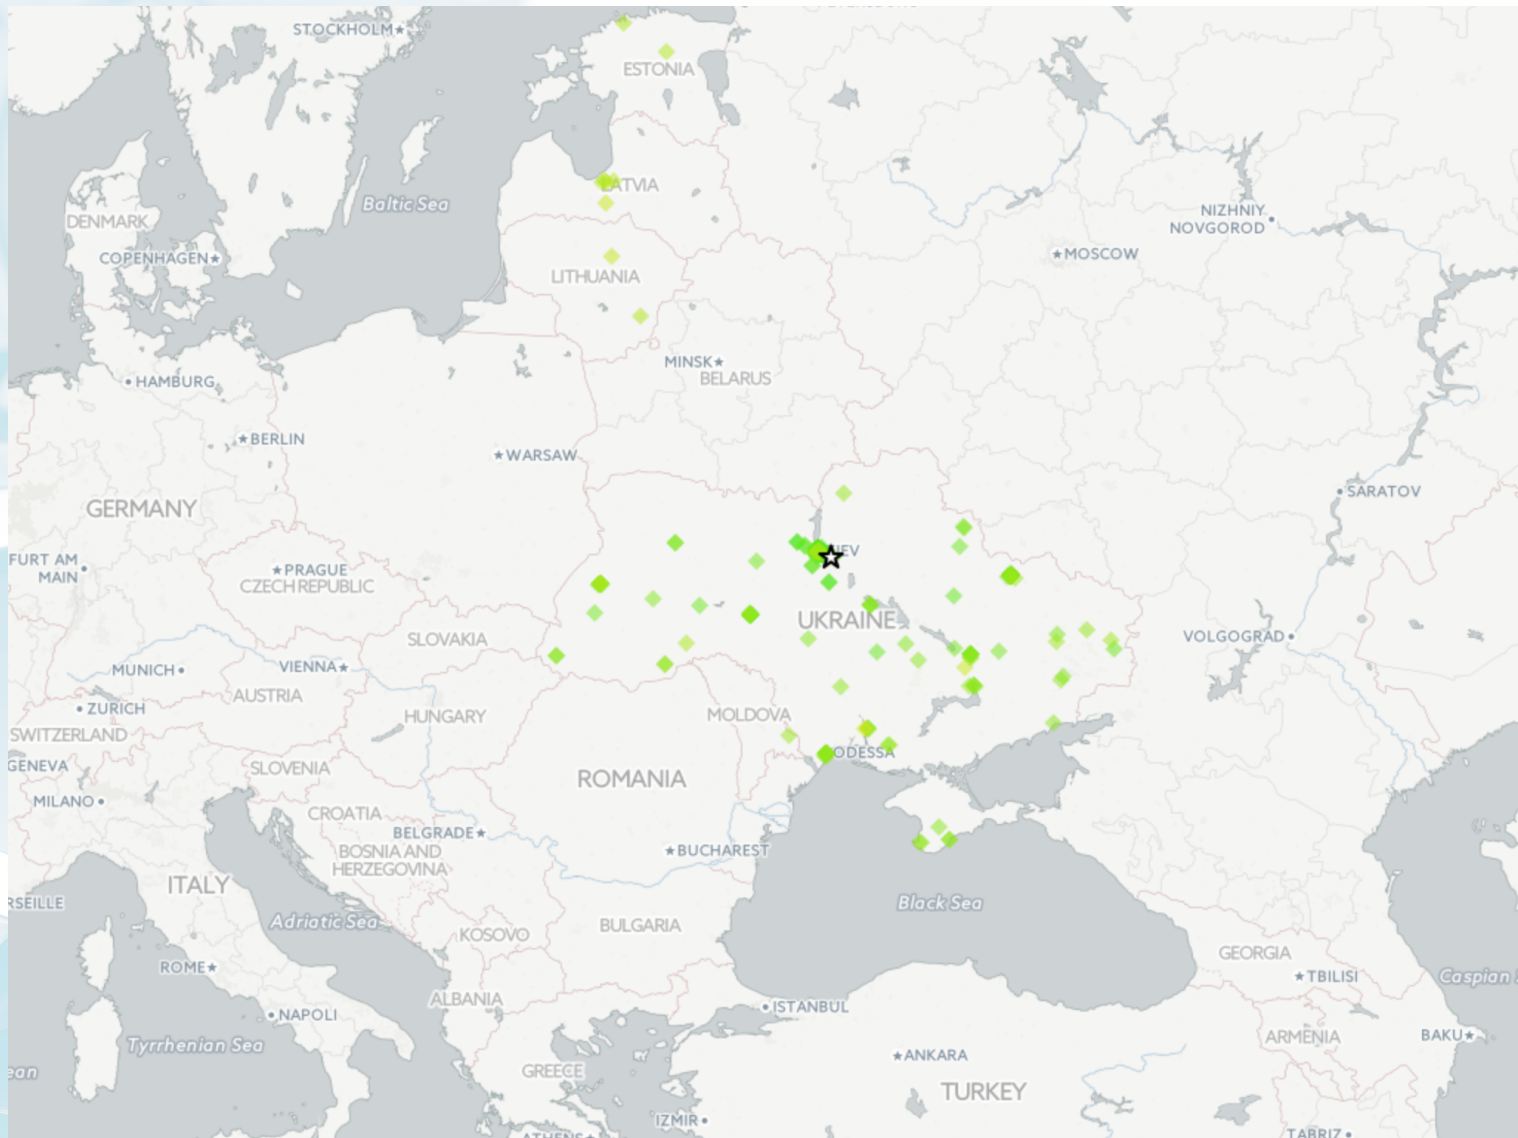 STOCKHOLM
ESTONIA
LATVIA
Baltic Sea
DENMARK
NIZHNIY
NOVGOROD
MOSCOW
COPENHAGEN
LITHUANIA
MINSK
BELARUS
HAMBURG
BERLIN
WARSAW
SARATOV
GERMANY
FURT AM
MAIN
PRAGUE
CZECH REPUBLIC
UKRAINE
SLOVAKIA
VOLGOGRAD
MUNICH
VIENNA
AUSTRIA
ZURICH
HUNGARY
MOLDOVA
SWITZERLAND
ODESSA
GENEVA
SLOVENIA
ROMANIA
MILANO
CROATIA
BELGRADE
BOSNIA AND
HERZEGOVINA
BUCHAREST
ITALY
RSEILLE
Black Sea
Adriatic Sea
KOSOVO
BULGARIA
GEORGIA
ROME
TBILISI
Caspian
ALBANIA
ISTANBUL
NAPOLI
ARMENIA
BAKU
Tyrrhenian Sea
ANKARA
ean
GREECE
TURKEY
IZMIR
ATHENS
TABRIZ